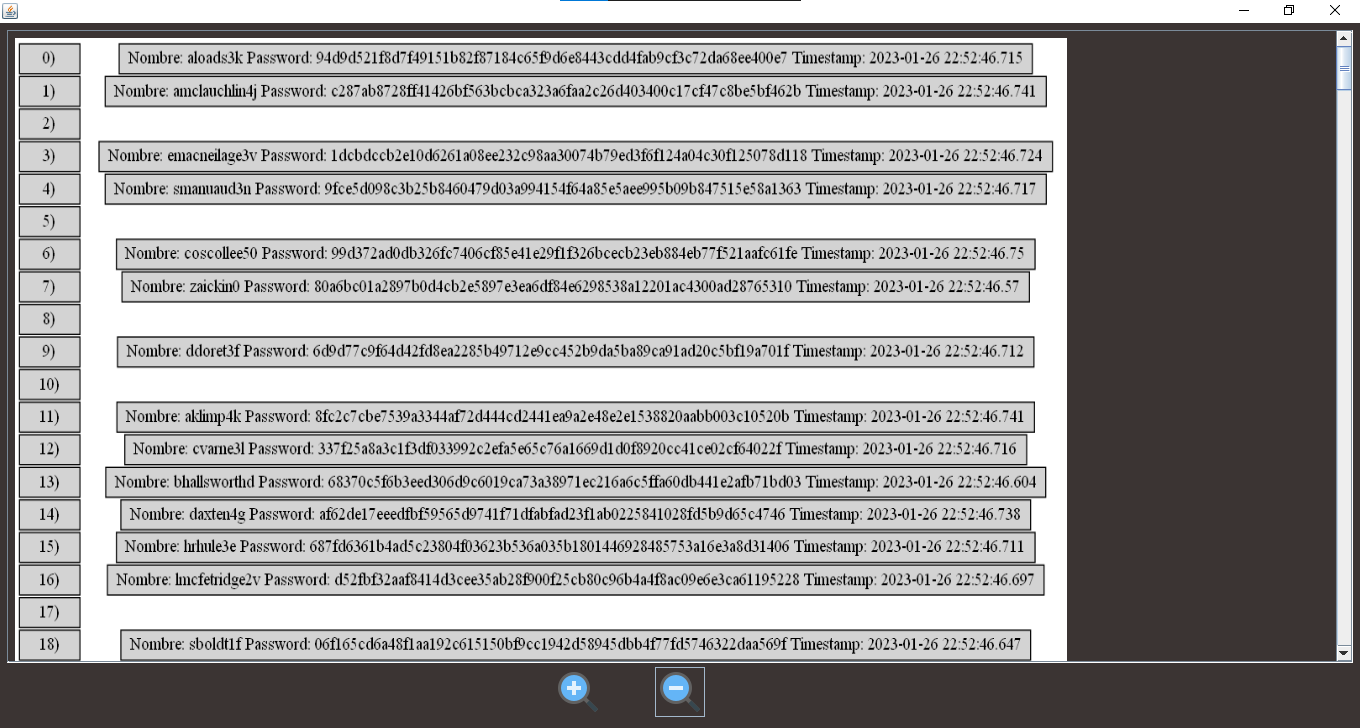 0) Nombre: aloads3k Password: 94d9d521f8d7f49151b82f87184c65f9d6e8443cdd4fab9cf3c72da68ee400e7 Timestamp: 2023-01-26 22:52:46.715
1) Nombre: amclauchlin4j Password: c287ab8728ff41426bf563bcbca323a6faa2c26d403400c17cf47c8be5bf462b Timestamp: 2023-01-26 22:52:46.741
2)
3) Nombre: emacneilage3v Password: 1dcbdccb2e10d6261a08ee232c98aa30074b79ed3f6f124a04c30f125078d118 Timestamp: 2023-01-26 22:52:46.724
4) Nombre: smanuaud3n Password: 9fce5d098c3b25b8460479d03a994154f64a85e5aee995b09b847515e58a1363 Timestamp: 2023-01-26 22:52:46.717
5)
6) Nombre: coscollee50 Password: 99d372ad0db326fc7406cf85e41e29f1f326bcecb23eb884eb77f521aafc61fe Timestamp: 2023-01-26 22:52:46.75
7) Nombre: zaickin0 Password: 80a6bc01a2897b0d4cb2e5897e3ea6df84e6298538a12201ac4300ad28765310 Timestamp: 2023-01-26 22:52:46.57
8)
9) Nombre: ddoret3f Password: 6d9d77c9f64d42fd8ea2285b49712e9cc452b9da5ba89ca91ad20c5bf19a701f Timestamp: 2023-01-26 22:52:46.712
10)
11) Nombre: aklimp4k Password: 8fc2c7cbe7539a3344af72d444cd2441ea9a2e48e2e1538820aabb003c10520b Timestamp: 2023-01-26 22:52:46.741
12) Nombre: cvarne3l Password: 337f25a8a3c1f3df033992c2efa5e65c76a1669d1d0f8920cc41ce02cf64022f Timestamp: 2023-01-26 22:52:46.716
13) Nombre: bhallsworthd Password: 68370c5f6b3eed306d9c6019ca73a38971ec216a6c5ffa60db441e2afb71bd03 Timestamp: 2023-01-26 22:52:46.604
14) Nombre: daxten4g Password: af62de17eeedfbf59565d9741f71dfabfad23f1ab0225841028fd5b9d65c4746 Timestamp: 2023-01-26 22:52:46.738
15) Nombre: hrhule3e Password: 687fd6361b4ad5c23804f03623b536a035b1801446928485753a16e3a8d31406 Timestamp: 2023-01-26 22:52:46.711
16) Nombre: lmcfetridge2v Password: d52fbf32aaf8414d3cee35ab28f900f25cb80c96b4a4f8ac09e6e3ca61195228 Timestamp: 2023-01-26 22:52:46.697
17)
18) Nombre: sboldt1f Password: 06f165cd6a48f1aa192c615150bf9cc1942d58945dbb4f77fd5746322daa569f Timestamp: 2023-01-26 22:52:46.647